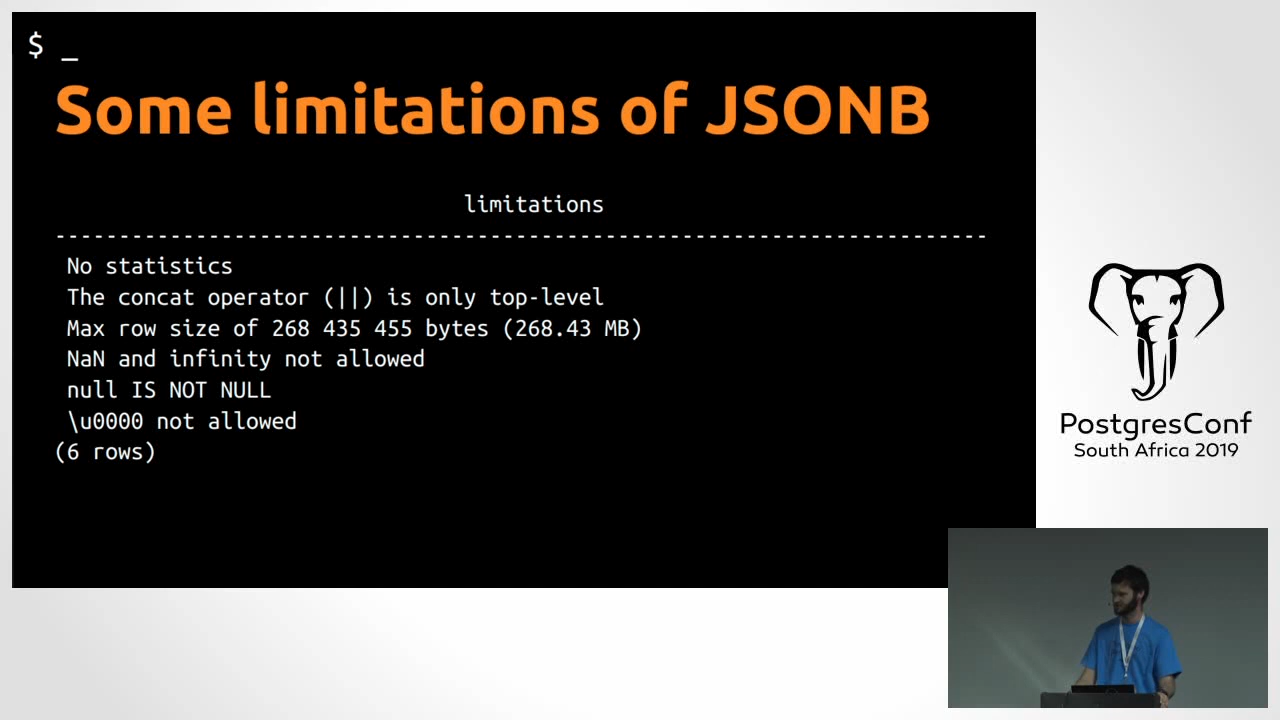 $ _
Some limitations of JSONB
limitations
-------------------------------------------------------------------------
No statistics
The concat operator (||) is only top-level
Max row size of 268 435 455 bytes (268.43 MB)
NaN and infinity not allowed
null IS NOT NULL
\u0000 not allowed
(6 rows)
PostgresConf
South Africa 2019